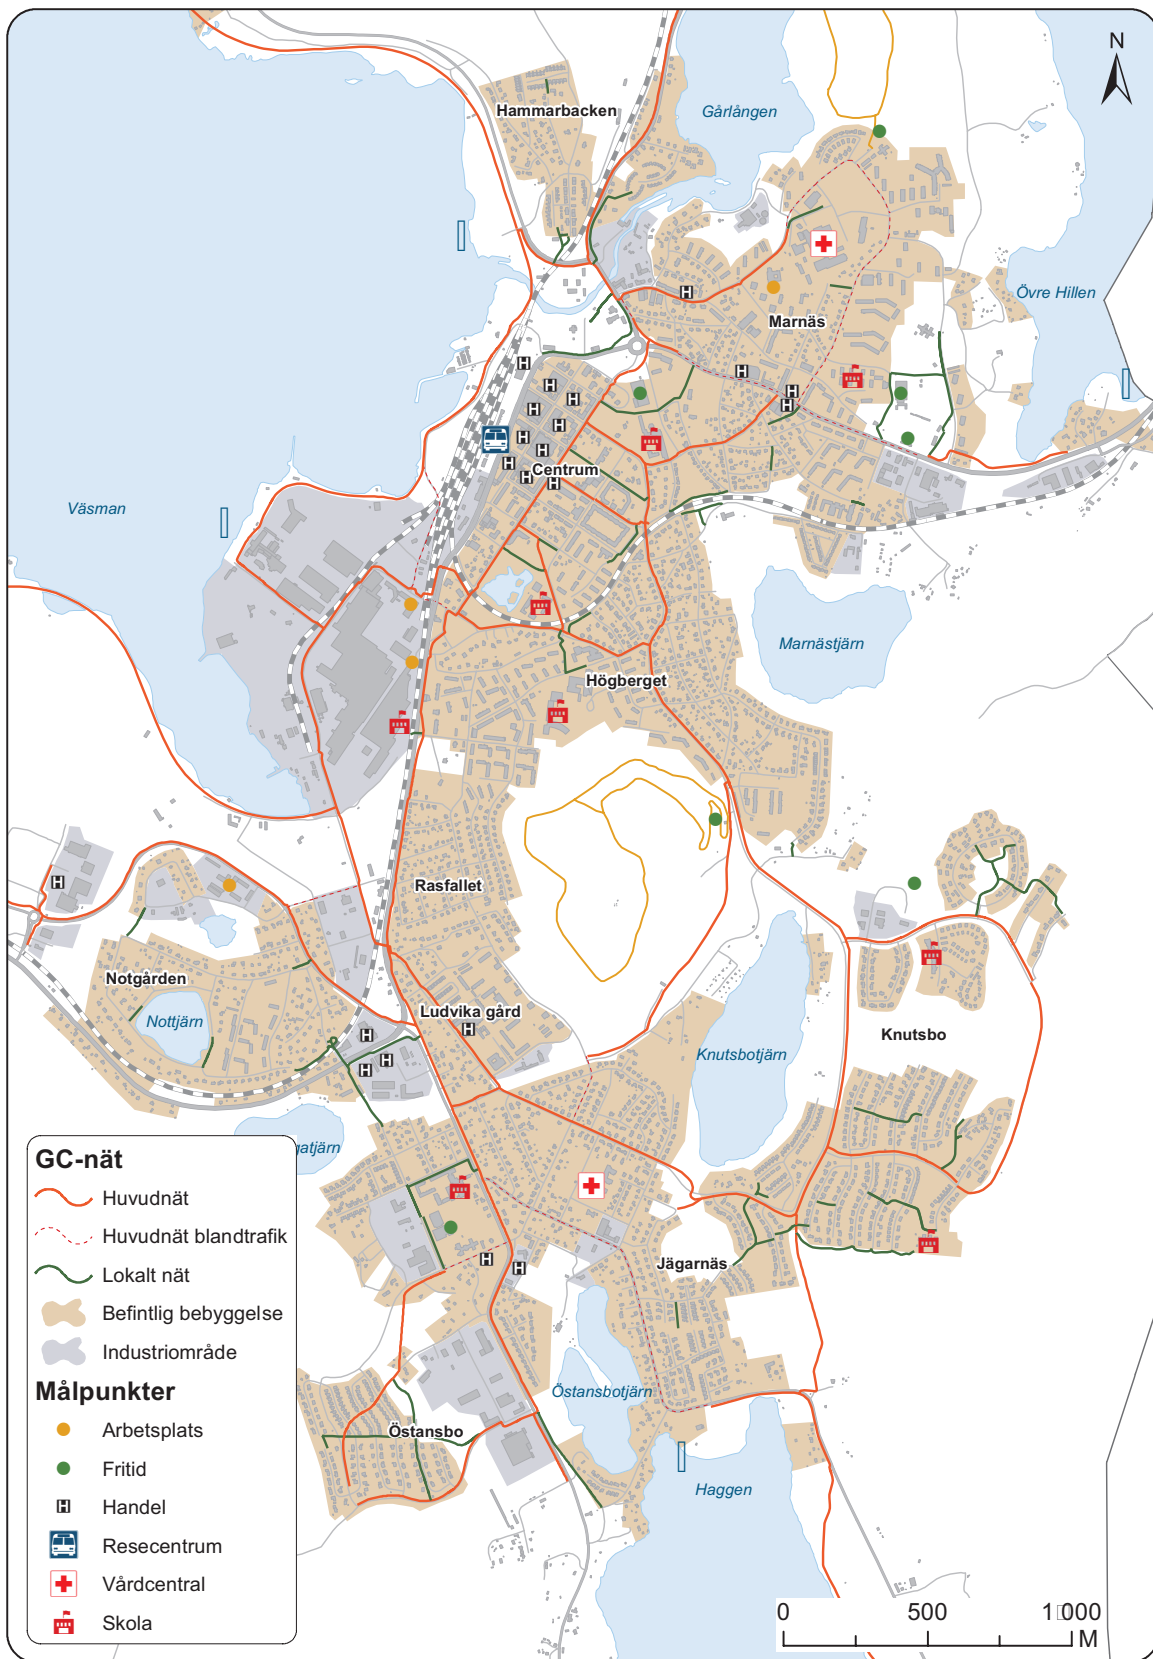 N
Hammarbacken
Gårlången
Övre Hillen
Marnäs
Centrum
Väsman
Marnästjärn
Högberget
Rasfallet
Notgården
Nottjärn
Ludvika gård
Knutsbotjärn
Knutsbo
gatjärn
Jägarnäs
Östansbotjärn
Östansbo
Haggen
GC-nät
Huvudnät
Huvudnät blandtrafik
Lokalt nät
Befintlig bebyggelse
Industriområde
Målpunkter
Arbetsplats
Fritid
H Handel
Resecentrum
Vårdcentral
Skola
0 500 1 000
M